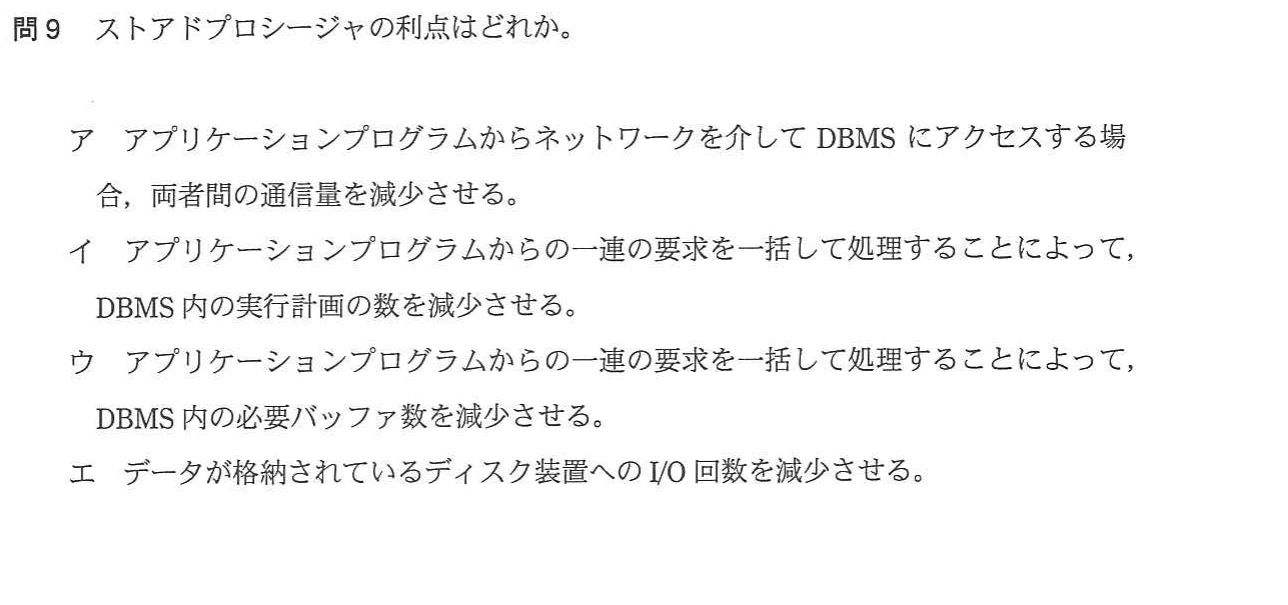 問9 ストアドプロシージャの利点はどれか。
ア アプリケーションプログラムからネットワークを介して DBMS にアクセスする場
合，両者間の通信量を減少させる。
イ アプリケーションプログラムからの一連の要求を一括して処理することによって，
DBMS 内の実行計画の数を減少させる。
ウ アプリケーションプログラムからの一連の要求を一括して処理することによって，
DBMS 内の必要バッファ数を減少させる。
エ データが格納されているディスク装置への I/O 回数を減少させる。